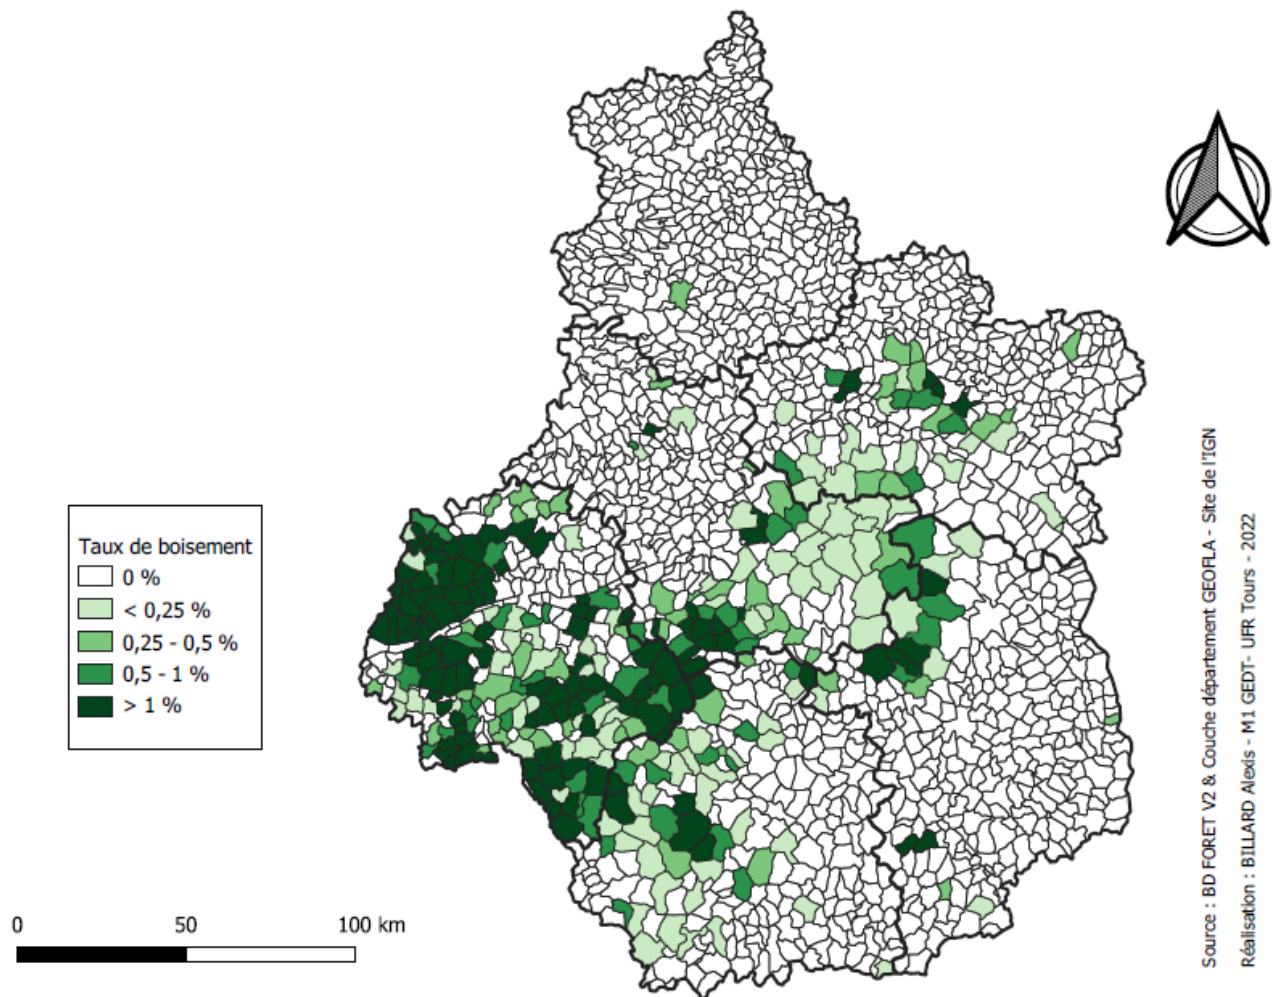 Taux de boisement
0 %
< 0,25 %
0,25 - 0,5 %
0,5 - 1 %
> 1 %
0 50 100 km
Source : BD FORET V2 & Couche département GEOFLA - Site de l'IGN
Réalisation : BILLARD Alexis - M1 GEDT- UFR Tours - 2022